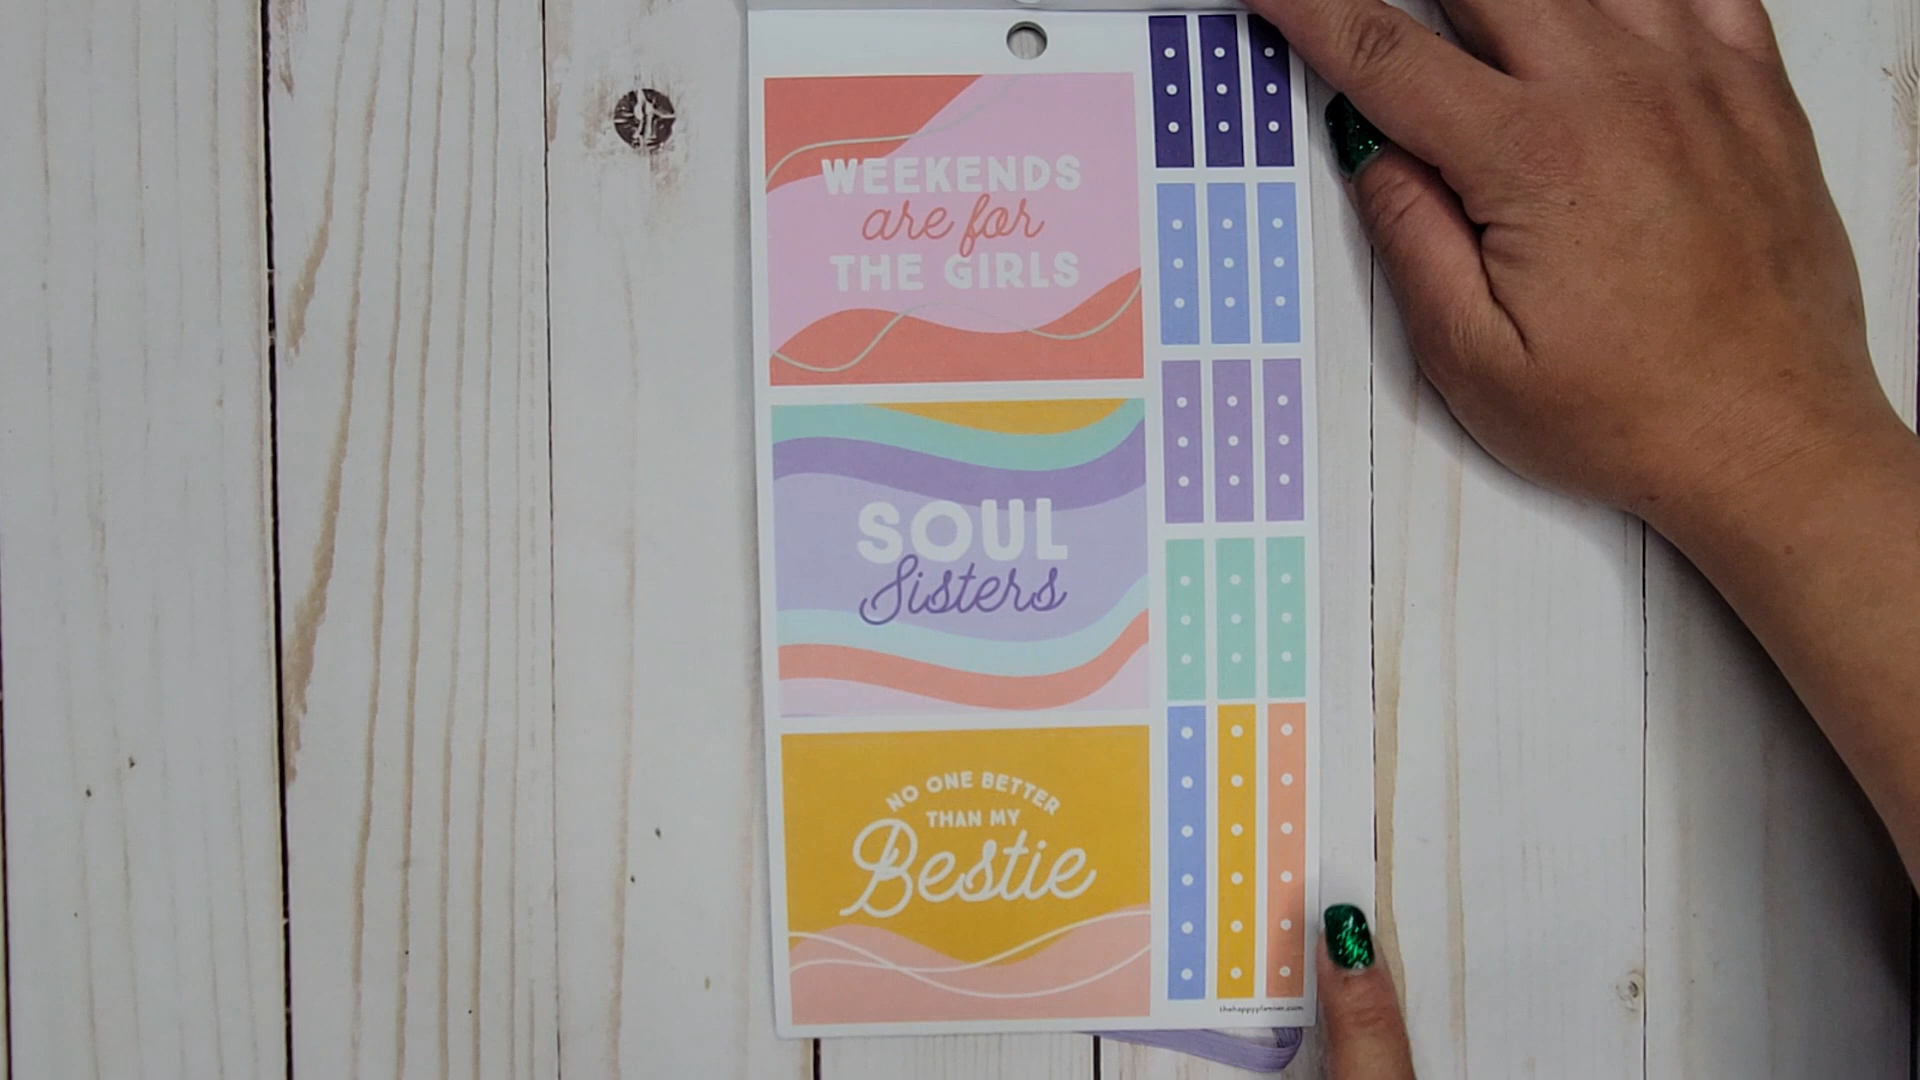 WEEKENDS
are for
THE GIRLS
SOUL
Sisters
NO ONE BETTER
THAN MY
Bestie
thehappyplanner.com